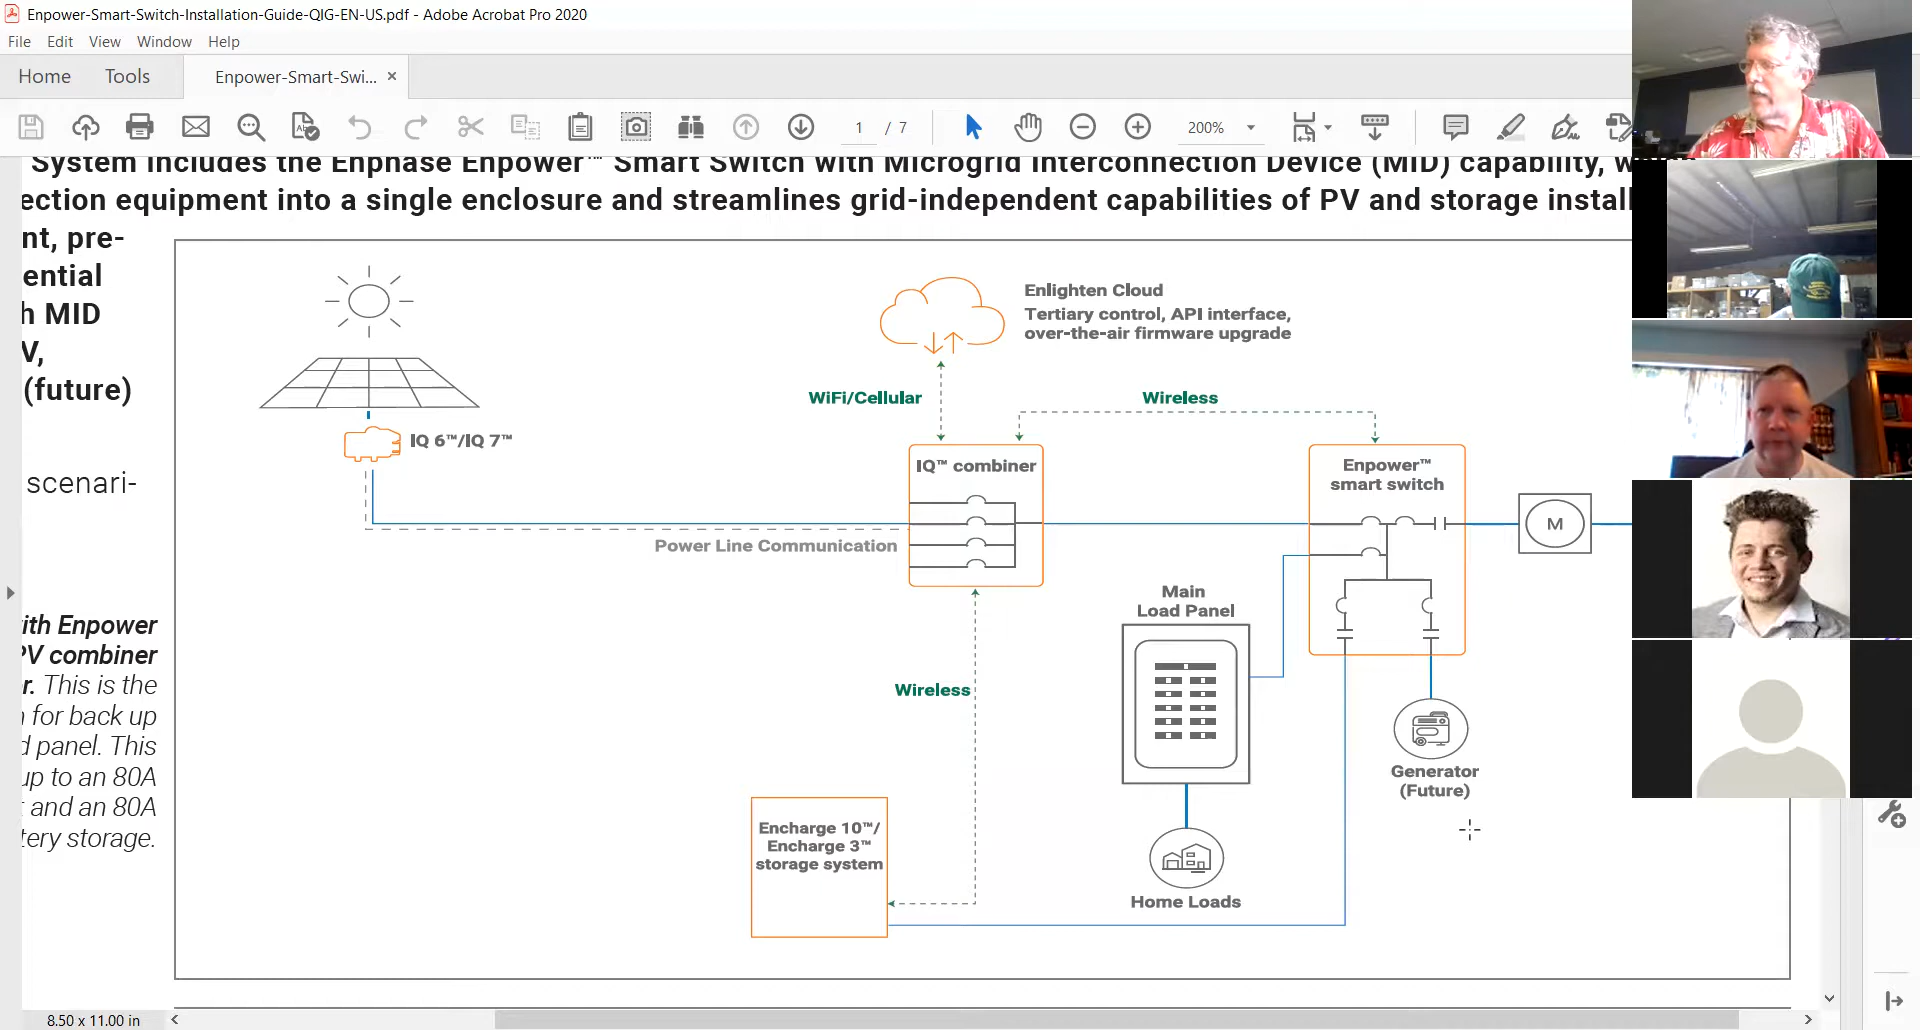 Enpower-Smart-Switch-Installation-Guide-QIG-EN-US.pdf - Adobe Acrobat Pro 2020
File Edit View Window Help
Home Tools Enpower-Smart-Swi... ×
1 / 7 200%
System includes the Enphase Enpower™ Smart Switch with Microgrid Interconnection Device (MID) capability,
ection equipment into a single enclosure and streamlines grid-independent capabilities of PV and storage install
nt, pre-
ential
h MID
V,
(future)
scenari-
ith Enpower
PV combiner
r. This is the
n for back up
d panel. This
up to an 80A
t and an 80A
tery storage.
Enlighten Cloud
Tertiary control, API interface,
over-the-air firmware upgrade
WiFi/Cellular
Wireless
IQ 6™/IQ 7™
IQ™ combiner
Enpower™
smart switch
M
Power Line Communication
Main
Load Panel
Wireless
Generator
(Future)
Encharge 10™/
Encharge 3™
storage system
Home Loads
8.50 x 11.00 in